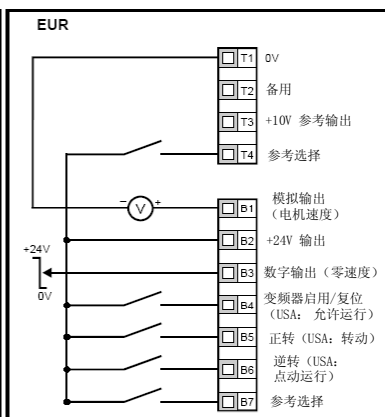 EUR
T1 0V
T2 备用
T3 +10V 参考输出
T4 参考选择
模拟输出
− V + B1
（电机速度）
B2 +24V 输出
+24V
B3 数字输出（零速度）
0V
变频器启用/复位
B4
（USA： 允许运行）
B5 正转（USA：转动）
逆转（USA：
B6
点动运行）
B7 参考选择